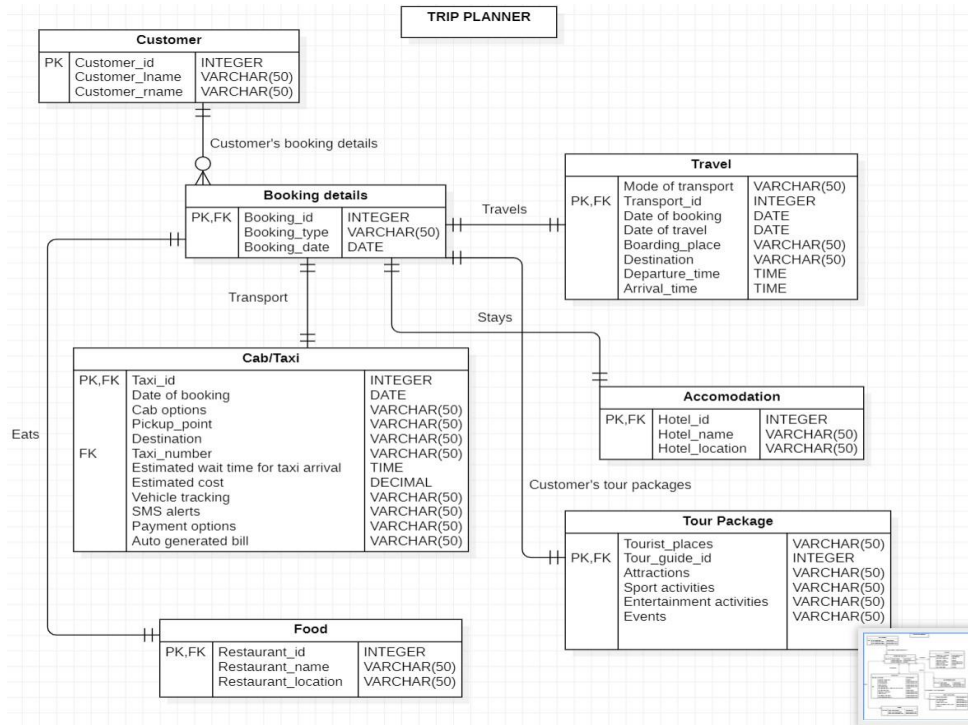 TRIP PLANNER
Customer
PK Customer_id INTEGER
Customer_lname VARCHAR(50)
Customer_rname VARCHAR(50)
Customer's booking details
Booking details
PK,FK Booking_id INTEGER
Booking_type VARCHAR(50)
Booking_date DATE
Travels
Travel
Mode of transport VARCHAR(50)
PK,FK Transport_id INTEGER
Date of booking DATE
Date of travel DATE
Boarding_place VARCHAR(50)
Destination VARCHAR(50)
Departure_time TIME
Arrival_time TIME
Transport
Stays
Cab/Taxi
PK,FK Taxi_id INTEGER
Date of booking DATE
Cab options VARCHAR(50)
Pickup_point VARCHAR(50)
Destination VARCHAR(50)
FK Taxi_number VARCHAR(50)
Estimated wait time for taxi arrival TIME
Estimated cost DECIMAL
Vehicle tracking VARCHAR(50)
SMS alerts VARCHAR(50)
Payment options VARCHAR(50)
Auto generated bill VARCHAR(50)
Accomodation
PK,FK Hotel_id INTEGER
Hotel_name VARCHAR(50)
Hotel_location VARCHAR(50)
Eats
Customer's tour packages
Tour Package
Tourist_places VARCHAR(50)
PK,FK Tour_guide_id INTEGER
Attractions VARCHAR(50)
Sport activities VARCHAR(50)
Entertainment activities VARCHAR(50)
Events VARCHAR(50)
Food
PK,FK Restaurant_id INTEGER
Restaurant_name VARCHAR(50)
Restaurant_location VARCHAR(50)